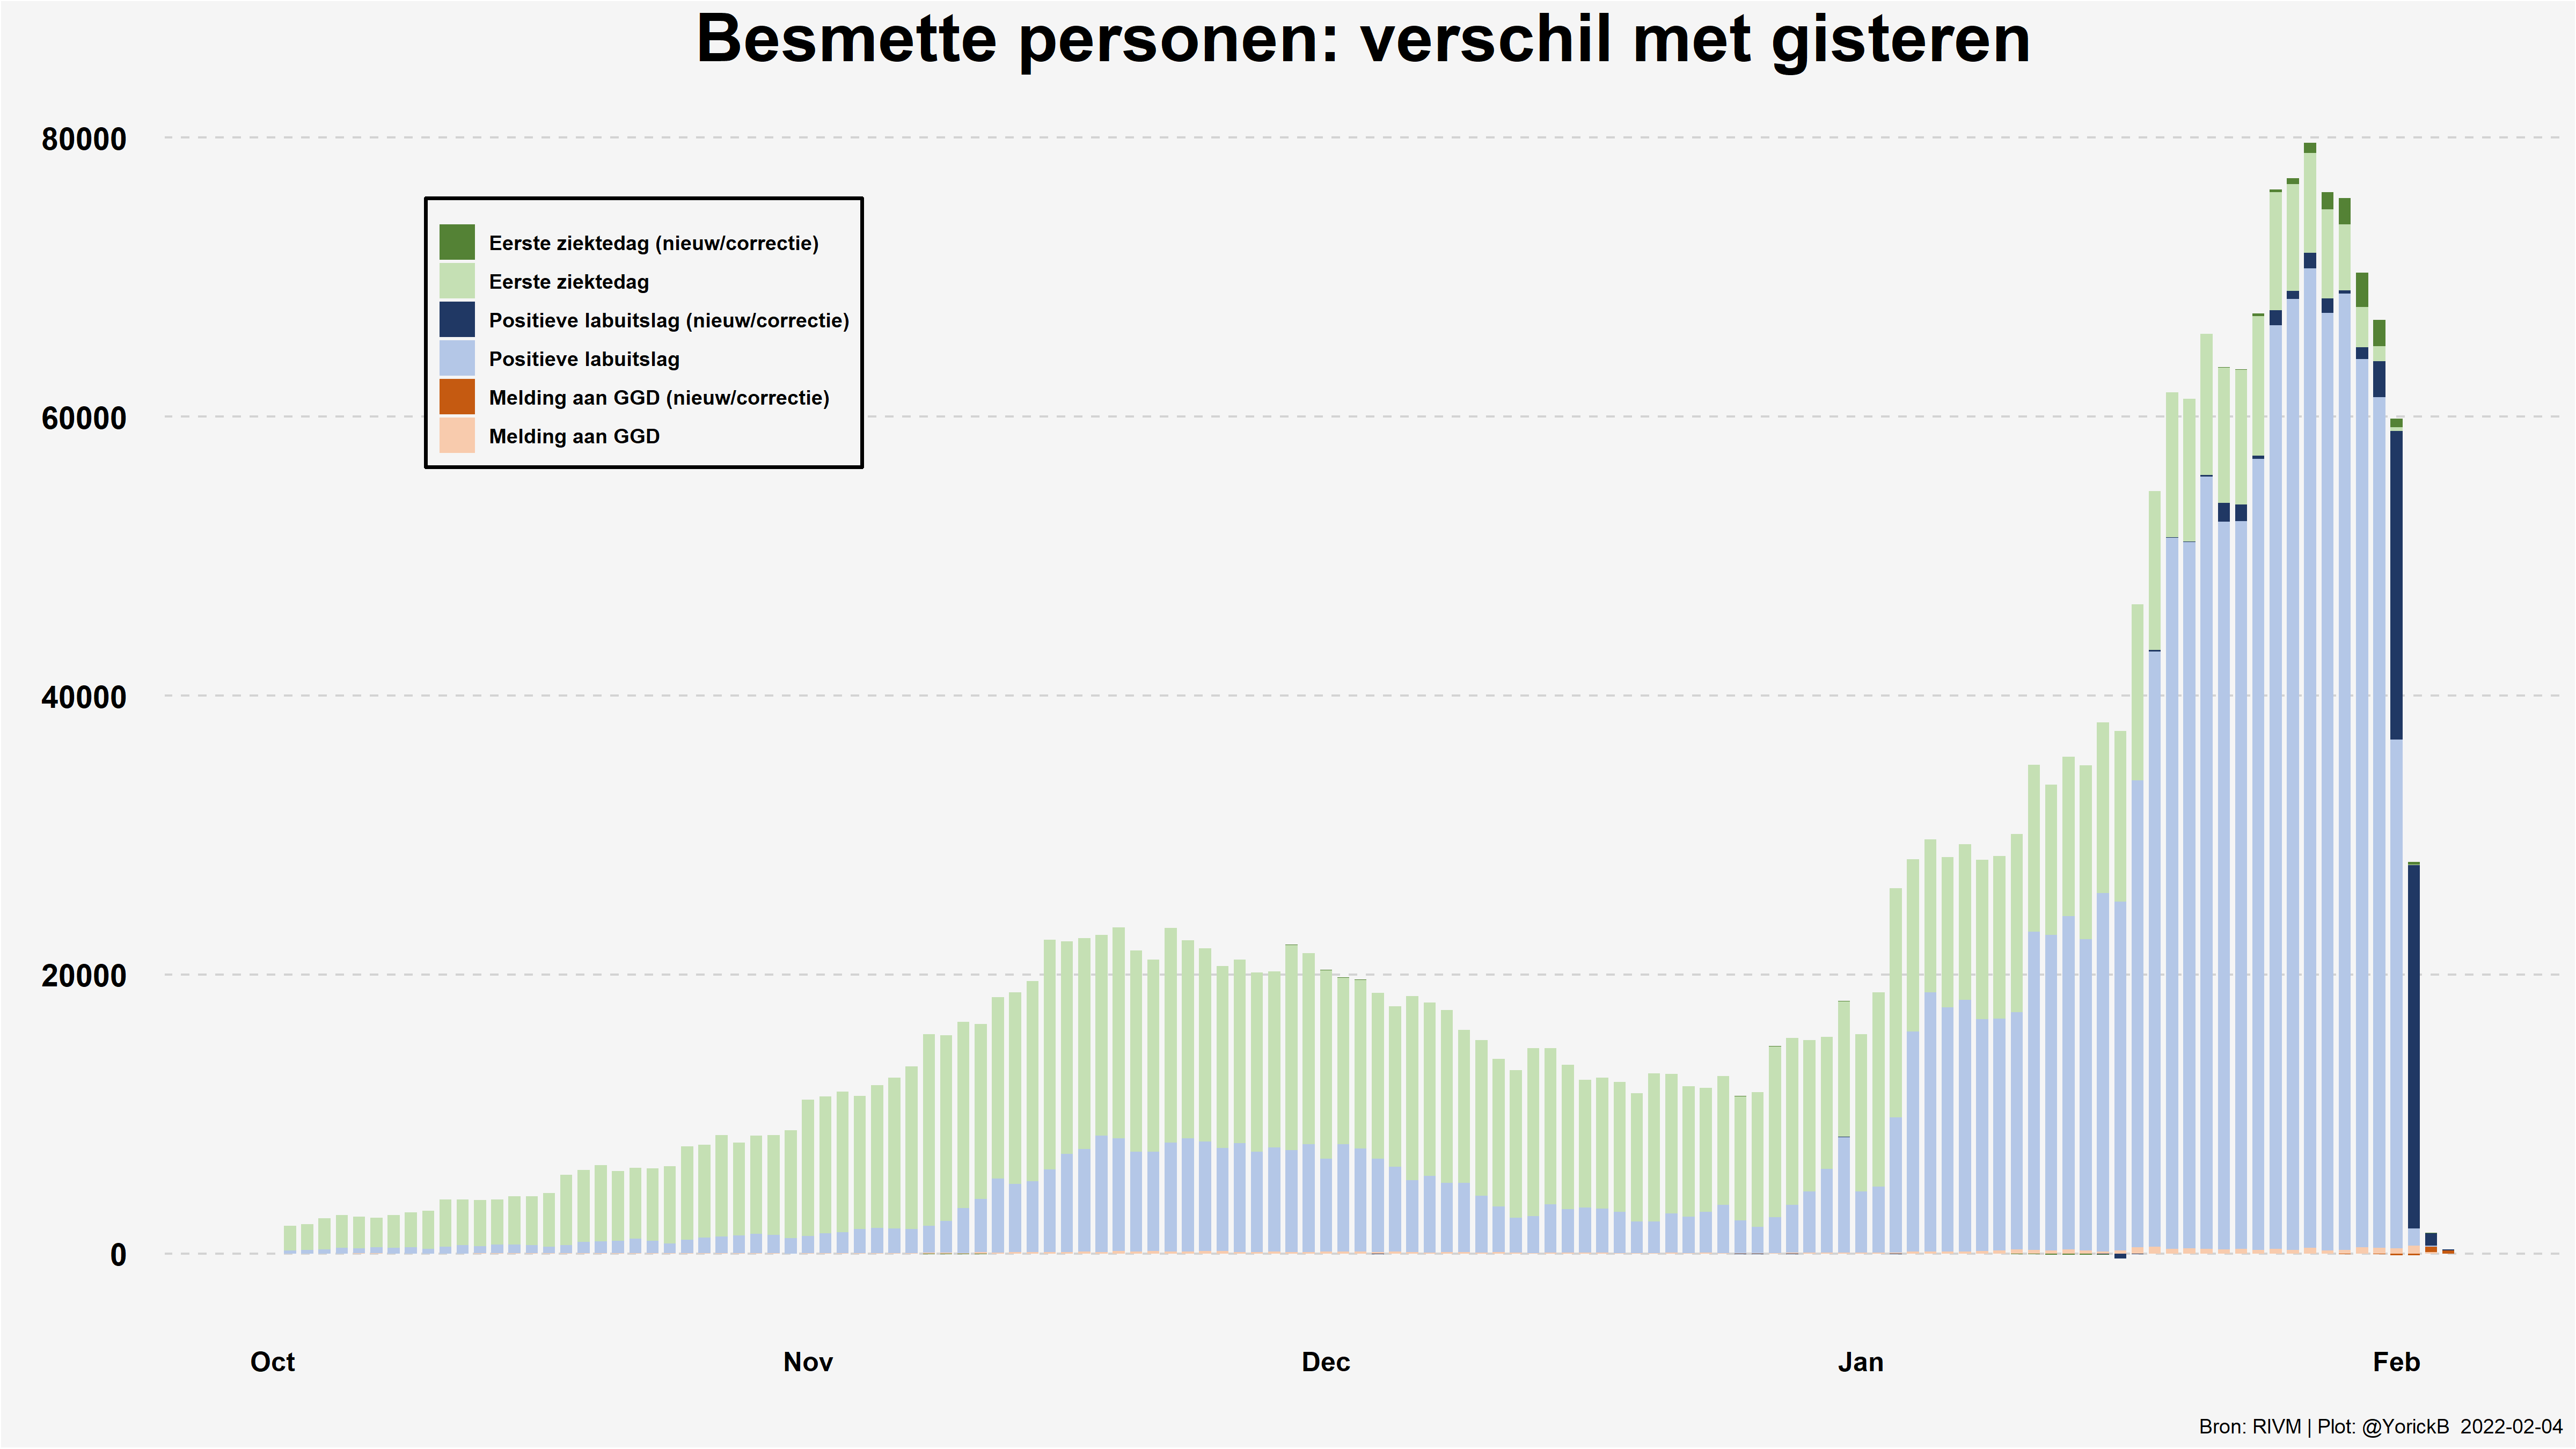 Besmette personen: verschil met gisteren
80000
60000
40000
20000
0
Eerste ziektedag (nieuw/correctie)
Eerste ziektedag
Positieve labuitslag (nieuw/correctie)
Positieve labuitslag
Melding aan GGD (nieuw/correctie)
Melding aan GGD
Oct Nov Dec Jan Feb
Bron: RIVM | Plot: @YorickB 2022-02-04